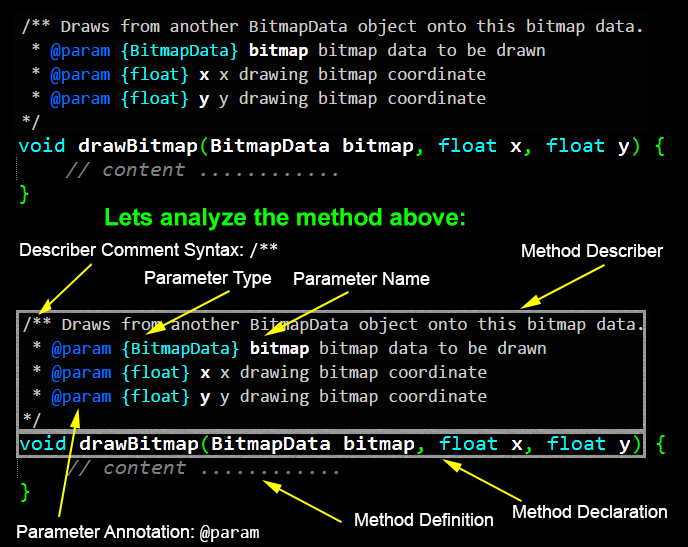 /** Draws from another BitmapData object onto this bitmap data.
* @param {BitmapData} bitmap bitmap data to be drawn
* @param {float} x x drawing bitmap coordinate
* @param {float} y y drawing bitmap coordinate
*/
void drawBitmap(BitmapData bitmap, float x, float y) {
// content ............
}
Lets analyze the method above:
Describer Comment Syntax: /**
Method Describer
Parameter Type
Parameter Name
/** Draws from another BitmapData object onto this bitmap data.
* @param {BitmapData} bitmap bitmap data to be drawn
* @param {float} x x drawing bitmap coordinate
* @param {float} y y drawing bitmap coordinate
*/
void drawBitmap(BitmapData bitmap, float x, float y) {
// content ............
}
Method Declaration
Method Definition
Parameter Annotation: @param